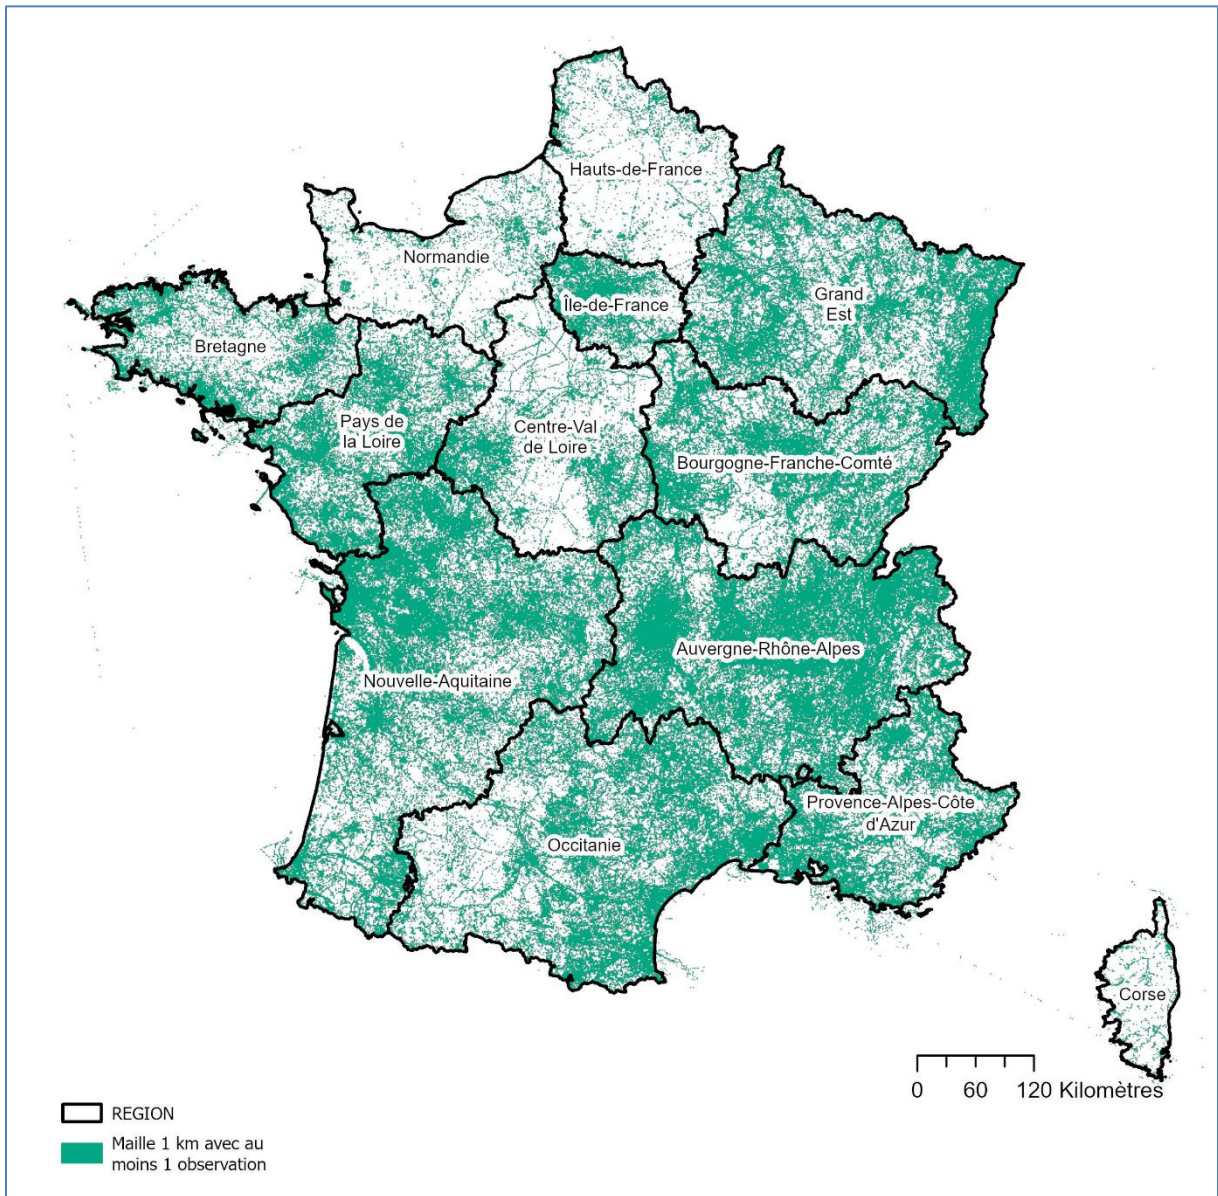 Hauts-de-France
Normandie
Île-de-France
Grand
Est
Bretagne
Pays de
la Loire
Centre-Val
de Loire
Bourgogne-Franche-Comté
Auvergne-Rhône-Alpes
Nouvelle-Aquitaine
Provence-Alpes-Côte
d'Azur
Occitanie
Corse
0 60 120 Kilomètres
REGION
Maille 1 km avec au
moins 1 observation